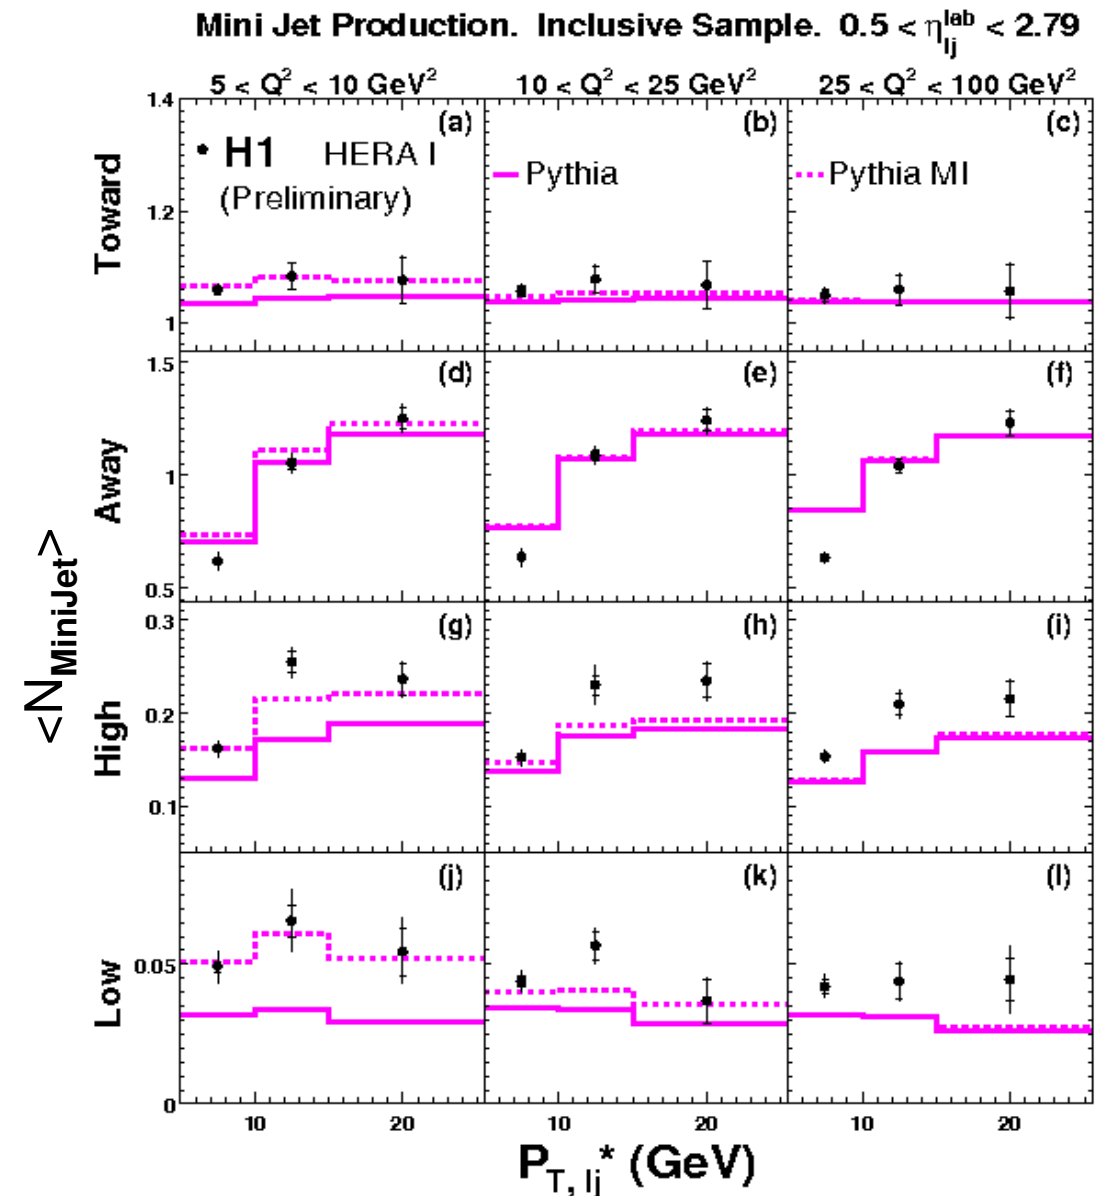 Mini Jet Production. Inclusive Sample. 0.5 < η_lj^lab < 2.79
5 < Q² < 10 GeV²
10 < Q² < 25 GeV²
25 < Q² < 100 GeV²
1.4
(a)
(b)
(c)
H1 HERA I
(Preliminary)
Pythia
Pythia MI
Toward
1.2
1
1.5
(d)
(e)
(f)
Away
1
0.5
<N_MiniJet>
0.3
(g)
(h)
(i)
High
0.2
0.1
(j)
(k)
(l)
Low
0.05
0
10
20
10
20
10
20
P_T, lj* (GeV)